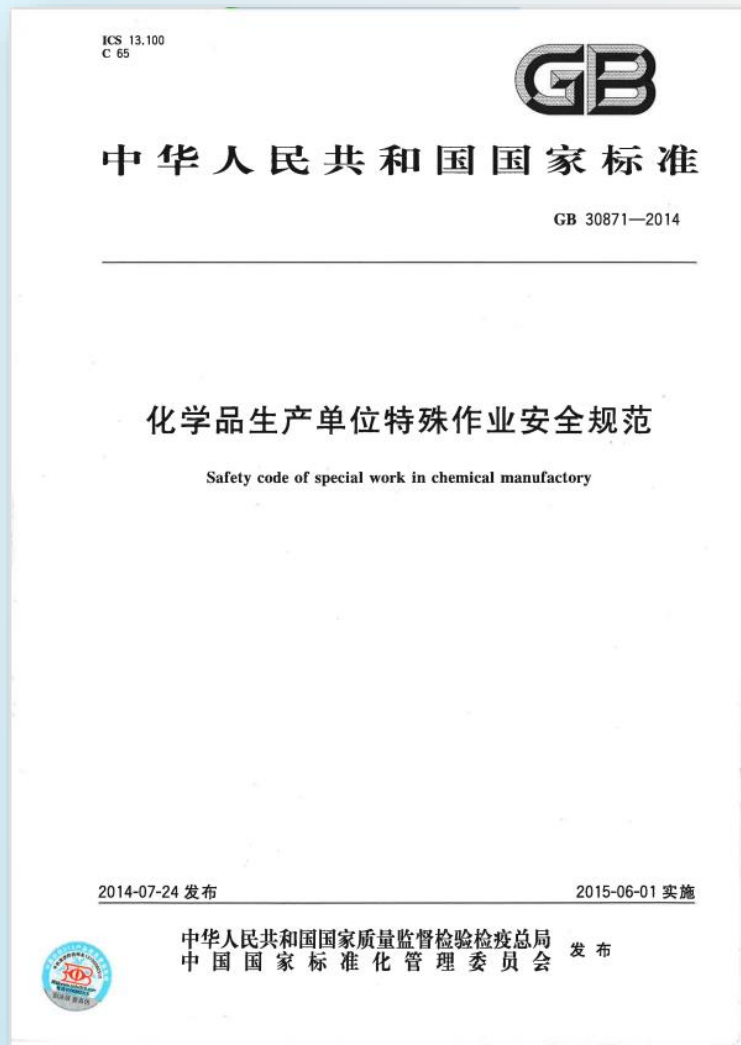 ICS 13.100
C 65
GB
中华人民共和国国家标准
GB 30871—2014
化学品生产单位特殊作业安全规范
Safety code of special work in chemical manufactory
2014-07-24 发布
2015-06-01 实施
中华人民共和国国家质量监督检验检疫总局
中国国家标准化管理委员会
发布